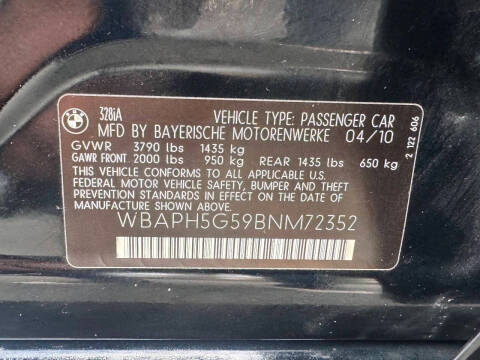 BMW
328iA
VEHICLE TYPE: PASSENGER CAR
MFD BY BAYERISCHE MOTORENWERKE 04/10
GVWR 3790 lbs 1435 kg
GAWR FRONT 2000 lbs 950 kg REAR 1435 lbs 650 kg
THIS VEHICLE CONFORMS TO ALL APPLICABLE U.S.
FEDERAL MOTOR VEHICLE SAFETY, BUMPER AND THEFT
PREVENTION STANDARDS IN EFFECT ON THE DATE OF
MANUFACTURE SHOWN ABOVE.
WBAPH5G59BNM72352
2 122 606